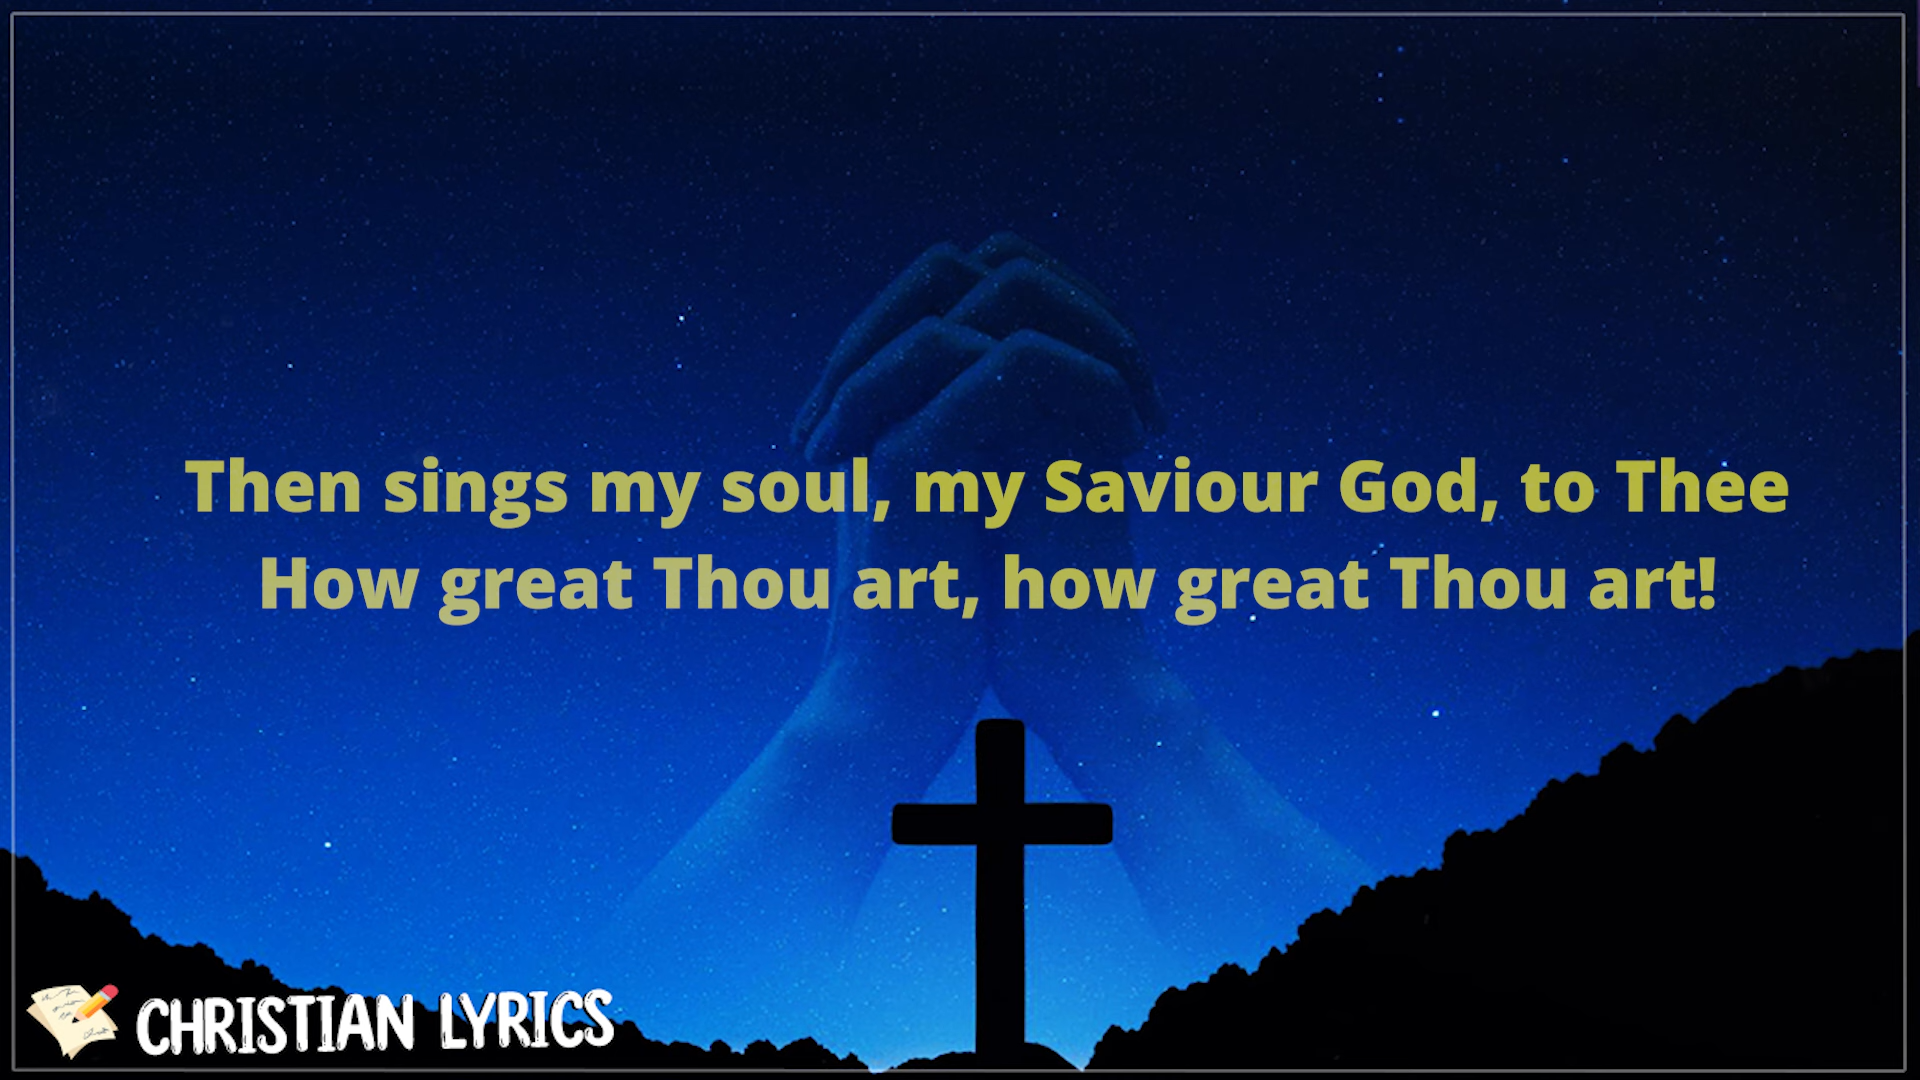 Then sings my soul, my Saviour God, to Thee
How great Thou art, how great Thou art!
CHRISTIAN LYRICS